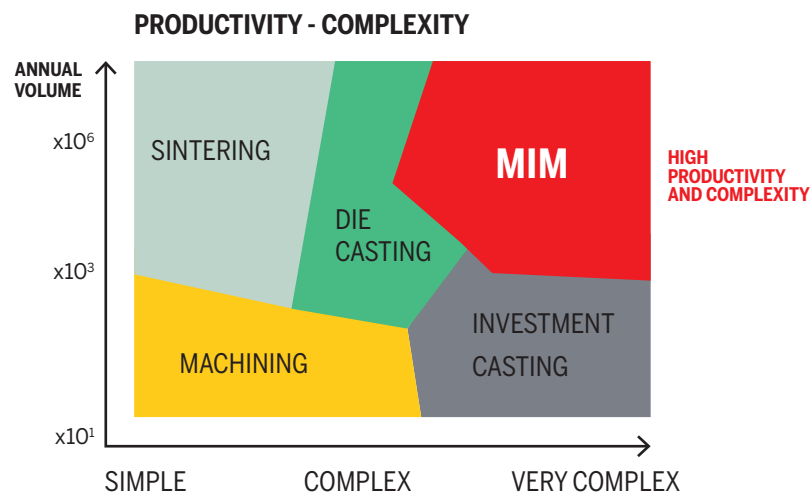 PRODUCTIVITY - COMPLEXITY
ANNUAL
VOLUME
x10⁶
SINTERING
MIM
HIGH
PRODUCTIVITY
AND COMPLEXITY
DIE
CASTING
x10³
INVESTMENT
CASTING
MACHINING
x10¹
SIMPLE
COMPLEX
VERY COMPLEX